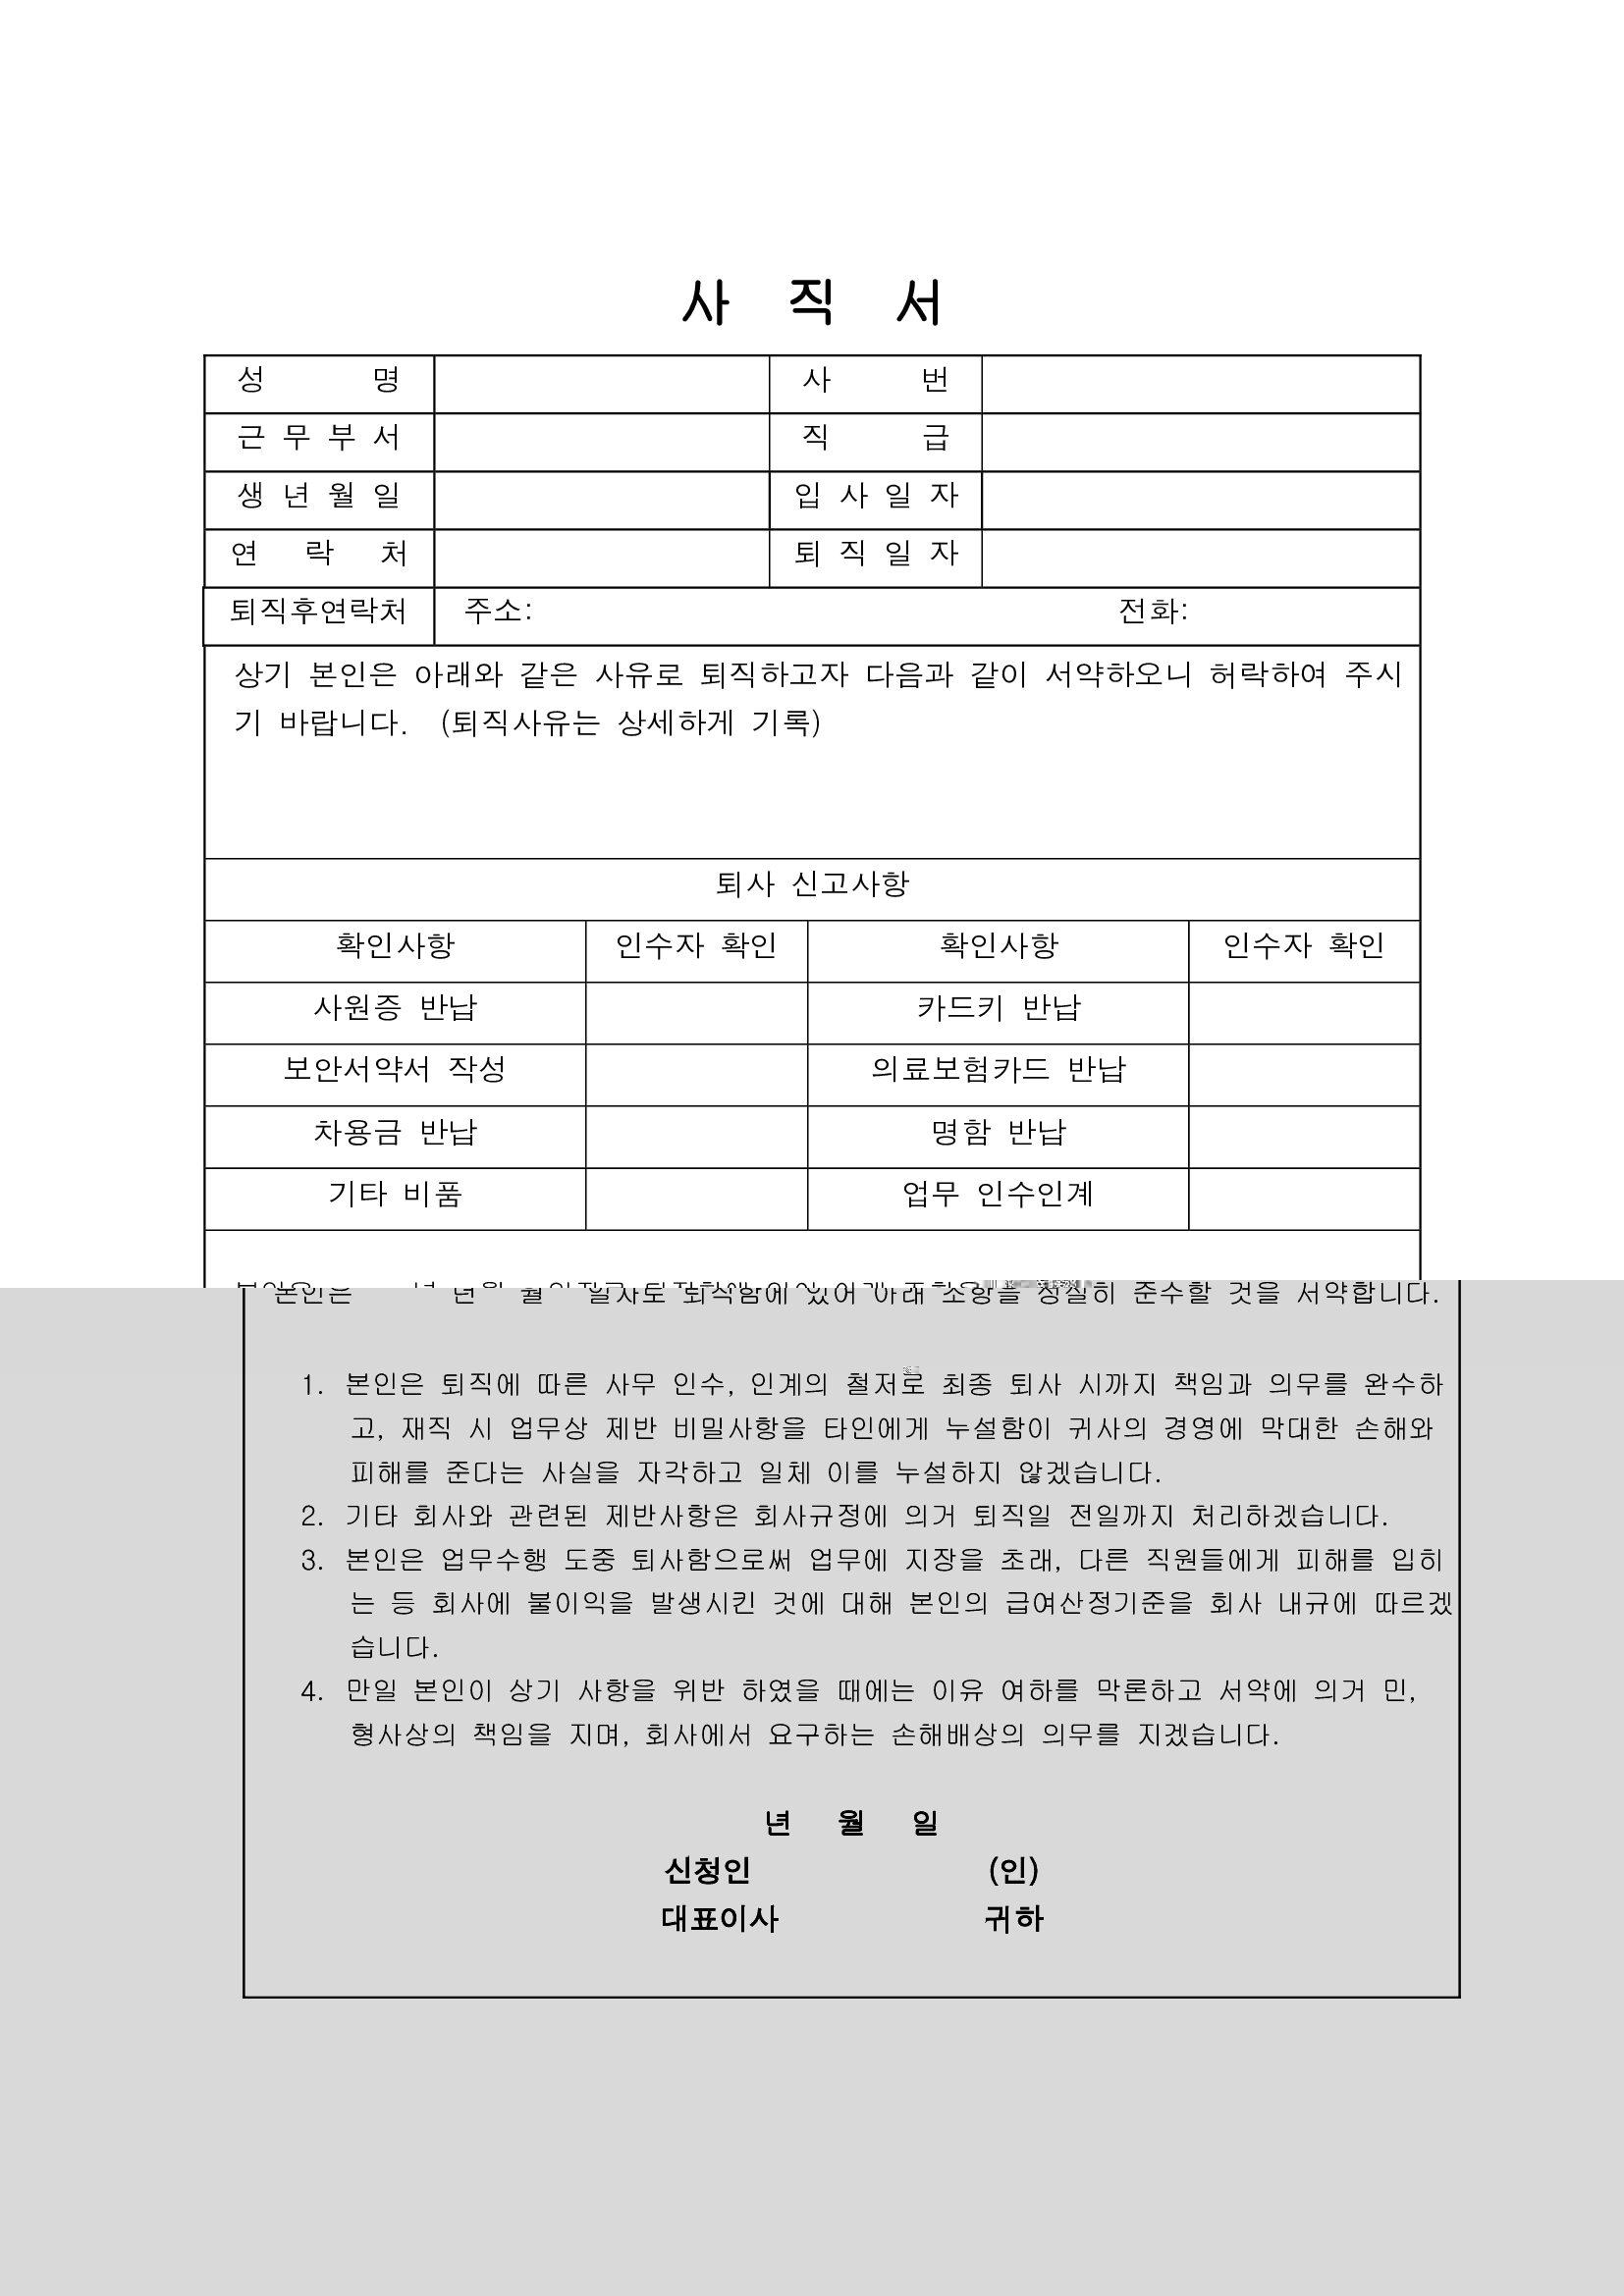 사 직 서
성 명 사 번
근 무 부 서 직 급
생 년 월 일 입 사 일 자
연 락 처 퇴 직 일 자
퇴직후연락처 주소: 전화:
상기 본인은 아래와 같은 사유로 퇴직하고자 다음과 같이 서약하오니 허락하여 주시
기 바랍니다. (퇴직사유는 상세하게 기록)
퇴사 신고사항
확인사항 인수자 확인 확인사항 인수자 확인
사원증 반납 카드키 반납
보안서약서 작성 의료보험카드 반납
차용금 반납 명함 반납
기타 비품 업무 인수인계
본인은 년 월 일자로 퇴직함에 있어 아래 조항을 성실히 준수할 것을 서약합니다.
1. 본인은 퇴직에 따른 사무 인수, 인계의 철저로 최종 퇴사 시까지 책임과 의무를 완수하
고, 재직 시 업무상 제반 비밀사항을 타인에게 누설함이 귀사의 경영에 막대한 손해와
피해를 준다는 사실을 자각하고 일체 이를 누설하지 않겠습니다.
2. 기타 회사와 관련된 제반사항은 회사규정에 의거 퇴직일 전일까지 처리하겠습니다.
3. 본인은 업무수행 도중 퇴사함으로써 업무에 지장을 초래, 다른 직원들에게 피해를 입히
는 등 회사에 불이익을 발생시킨 것에 대해 본인의 급여산정기준을 회사 내규에 따르겠
습니다.
4. 만일 본인이 상기 사항을 위반 하였을 때에는 이유 여하를 막론하고 서약에 의거 민,
형사상의 책임을 지며, 회사에서 요구하는 손해배상의 의무를 지겠습니다.
년 월 일
신청인 (인)
대표이사 귀하